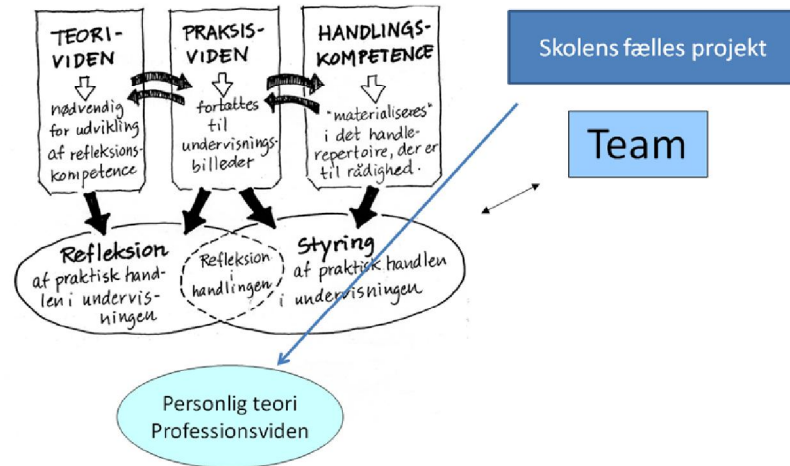 TEORI-
VIDEN
nødvendig
for udvikling
af refleksions-
kompetence
PRAKSIS-
VIDEN
fortættes
til
undervisnings-
billeder
HANDLINGS-
KOMPETENCE
"materialiseres"
i det handle-
repertoire, der er
til rådighed.
Refleksion
af praktisk hand-
len i undervis-
ningen
Refleksion
i
handlingen
Styring
af praktisk handlen
i undervisningen
Skolens fælles projekt
Team
Personlig teori
Professionsviden